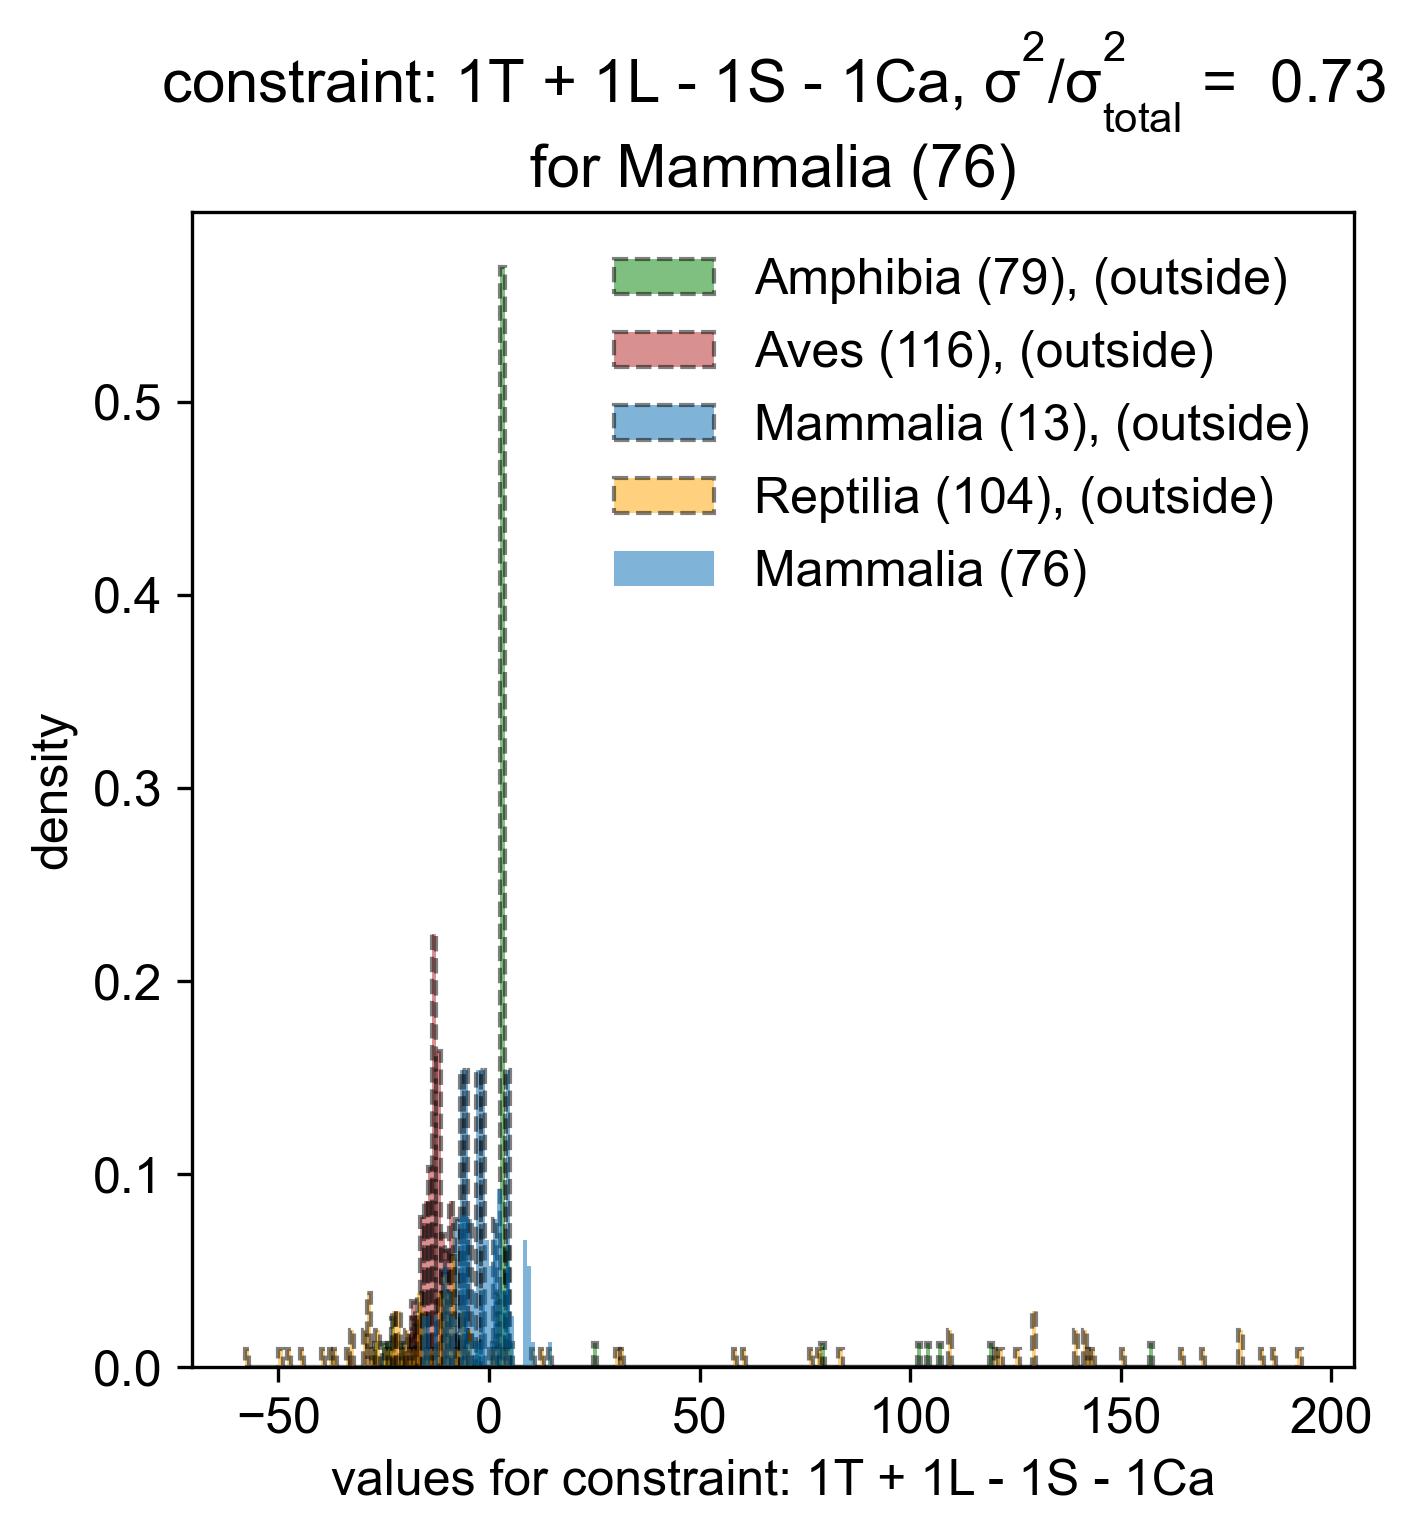 constraint: 1T + 1L - 1S - 1Ca, σ²/σ²total = 0.73
for Mammalia (76)
Amphibia (79), (outside)
Aves (116), (outside)
Mammalia (13), (outside)
Reptilia (104), (outside)
Mammalia (76)
density
0.5
0.4
0.3
0.2
0.1
0.0
−50 0 50 100 150 200
values for constraint: 1T + 1L - 1S - 1Ca